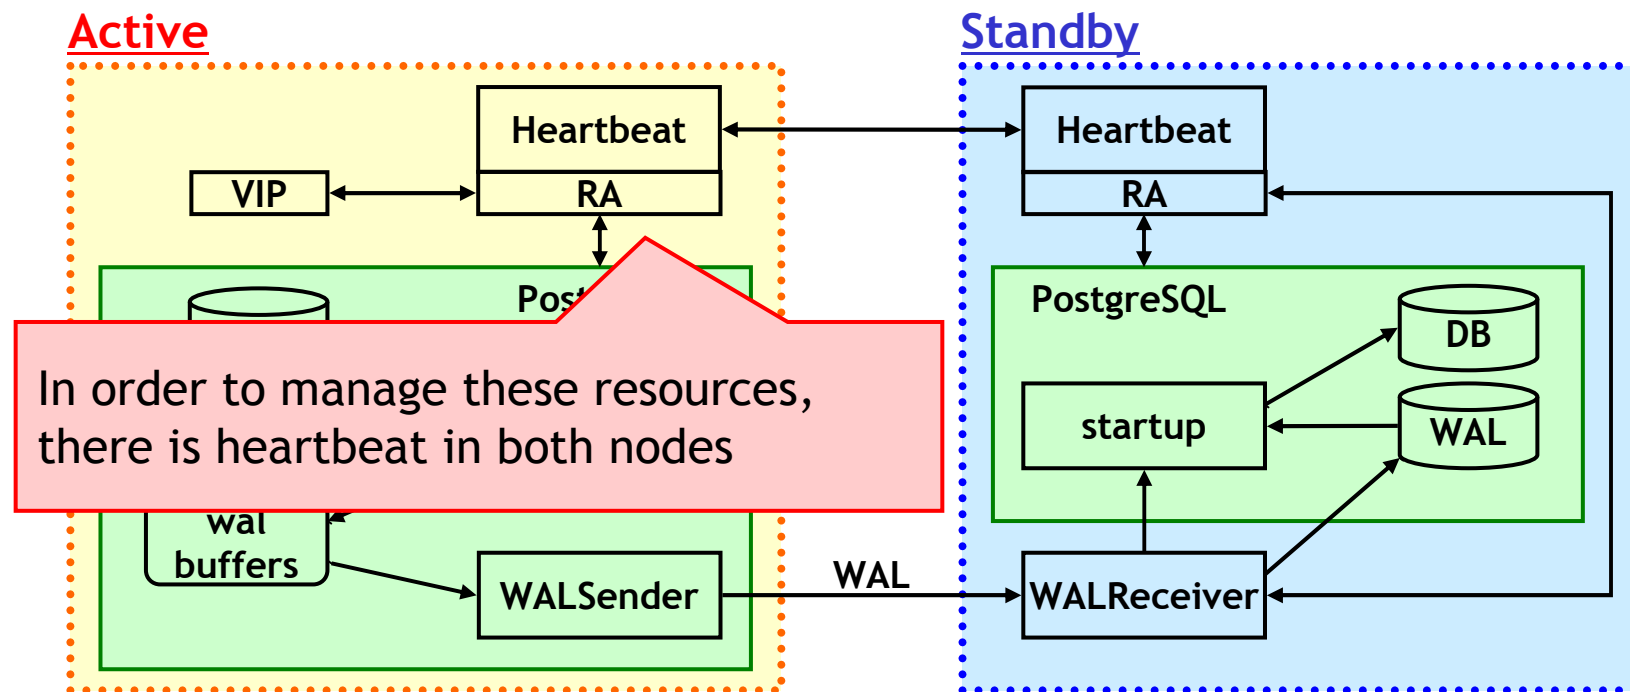 Active
Standby
Heartbeat
Heartbeat
VIP
RA
RA
PostgreSQL
DB
In order to manage these resources,
there is heartbeat in both nodes
startup
WAL
wal
buffers
WALSender
WAL
WALReceiver